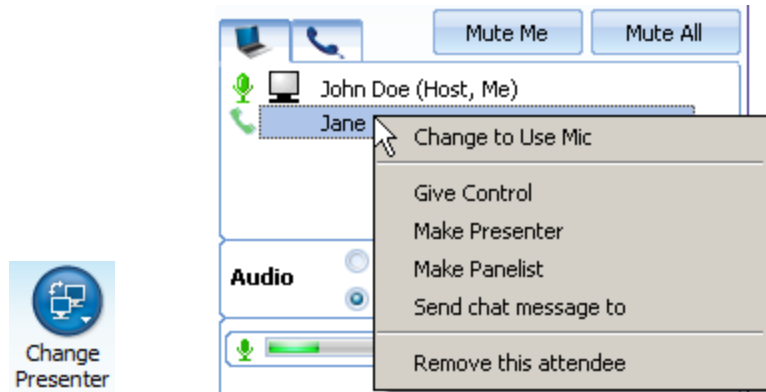 Mute Me
Mute All
John Doe (Host, Me)
Jane
Change to Use Mic
Give Control
Make Presenter
Make Panelist
Send chat message to
Remove this attendee
Audio
Change
Presenter